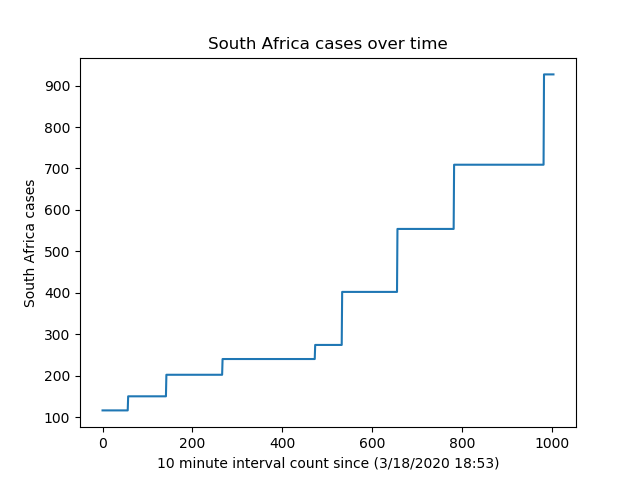 South Africa cases over time
900
800
700
600
500
400
300
200
100
South Africa cases
0 200 400 600 800 1000
10 minute interval count since (3/18/2020 18:53)